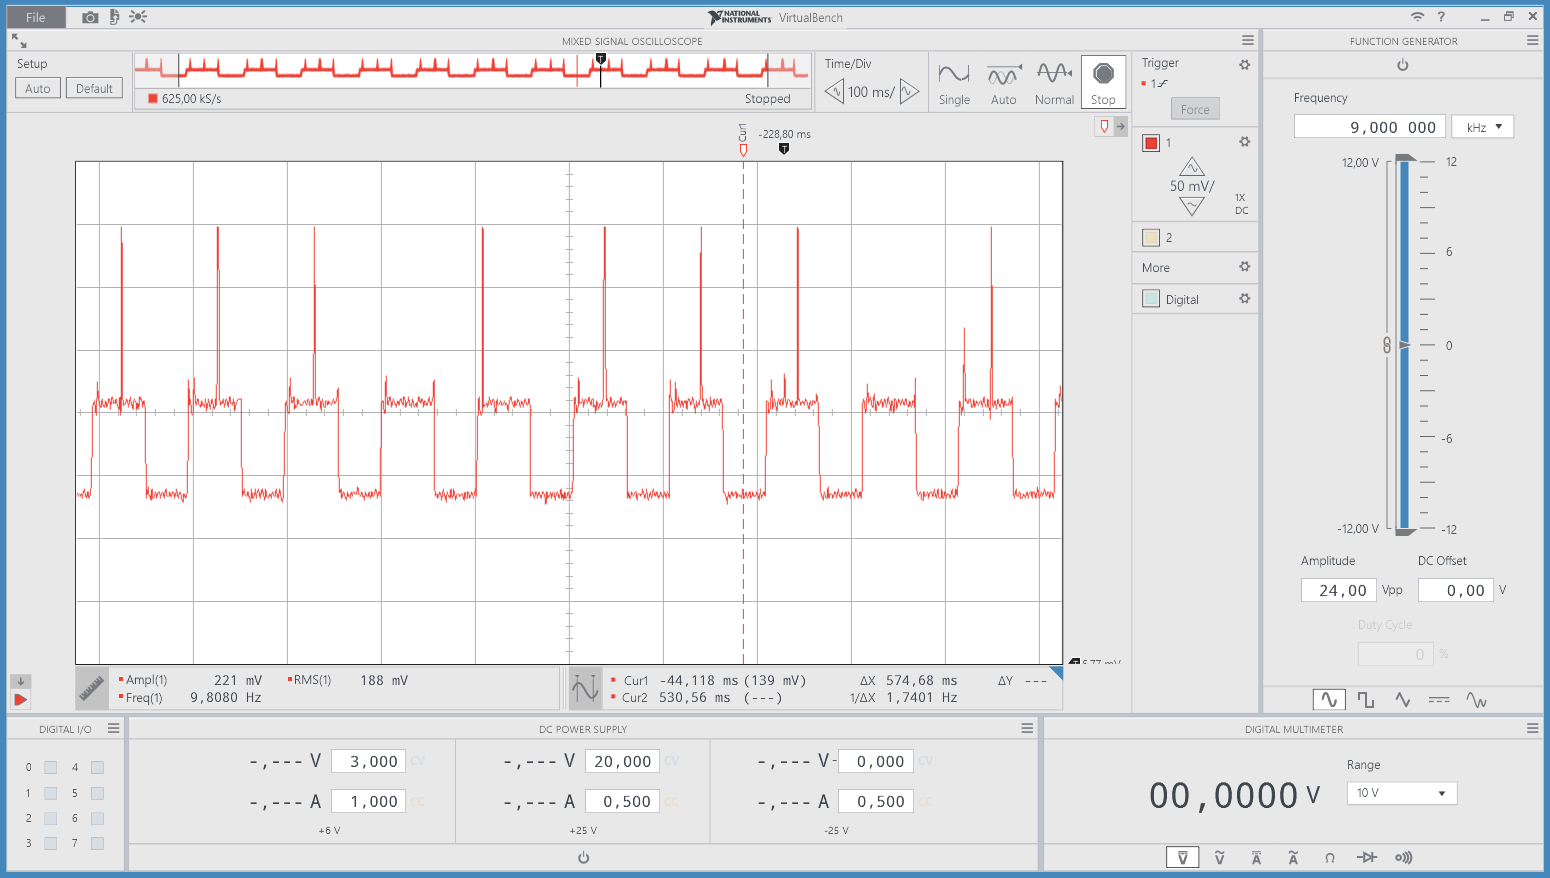 File
NATIONAL INSTRUMENTS VirtualBench
?
MIXED SIGNAL OSCILLOSCOPE
FUNCTION GENERATOR
Setup
Auto Default
T
625,00 kS/s
Stopped
Time/Div
100 ms/
Single Auto Normal Stop
Trigger
1
Force
Cur1
-228,80 ms
T
1
50 mV/
1X
DC
2
More
Digital
Frequency
9,000 000 kHz
12,00 V
12
6
0
-6
-12,00 V
-12
Amplitude DC Offset
24,00 Vpp 0,00 V
Duty Cycle
0 %
Ampl(1) 221 mV RMS(1) 188 mV
Freq(1) 9,8080 Hz
Cur1 -44,118 ms (139 mV) ΔX 574,68 ms ΔY ---
Cur2 530,56 ms (---) 1/ΔX 1,7401 Hz
DIGITAL I/O
0 4
1 5
2 6
3 7
DC POWER SUPPLY
-,--- V 3,000 CV
-,--- A 1,000 CC
+6 V
-,--- V 20,000 CV
-,--- A 0,500 CC
+25 V
-,--- V - 0,000 CV
-,--- A 0,500 CC
-25 V
DIGITAL MULTIMETER
00,0000 V
Range
10 V
V V A A Ω